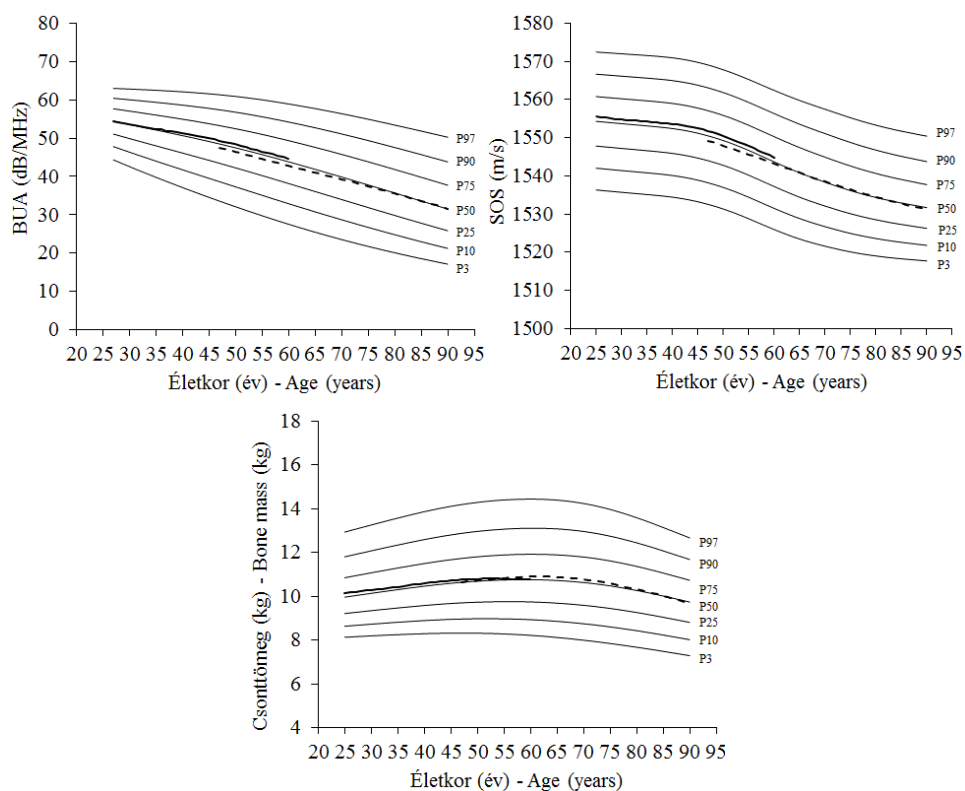 BUA (dB/MHz)
80
70
60
50
40
30
20
10
0
P97
P90
P75
P50
P25
P10
P3
20 25 30 35 40 45 50 55 60 65 70 75 80 85 90 95
Életkor (év) - Age (years)
SOS (m/s)
1580
1570
1560
1550
1540
1530
1520
1510
1500
P97
P90
P75
P50
P25
P10
P3
20 25 30 35 40 45 50 55 60 65 70 75 80 85 90 95
Életkor (év) - Age (years)
Csonttömeg (kg) - Bone mass (kg)
18
16
14
12
10
8
6
4
P97
P90
P75
P50
P25
P10
P3
20 25 30 35 40 45 50 55 60 65 70 75 80 85 90 95
Életkor (év) - Age (years)